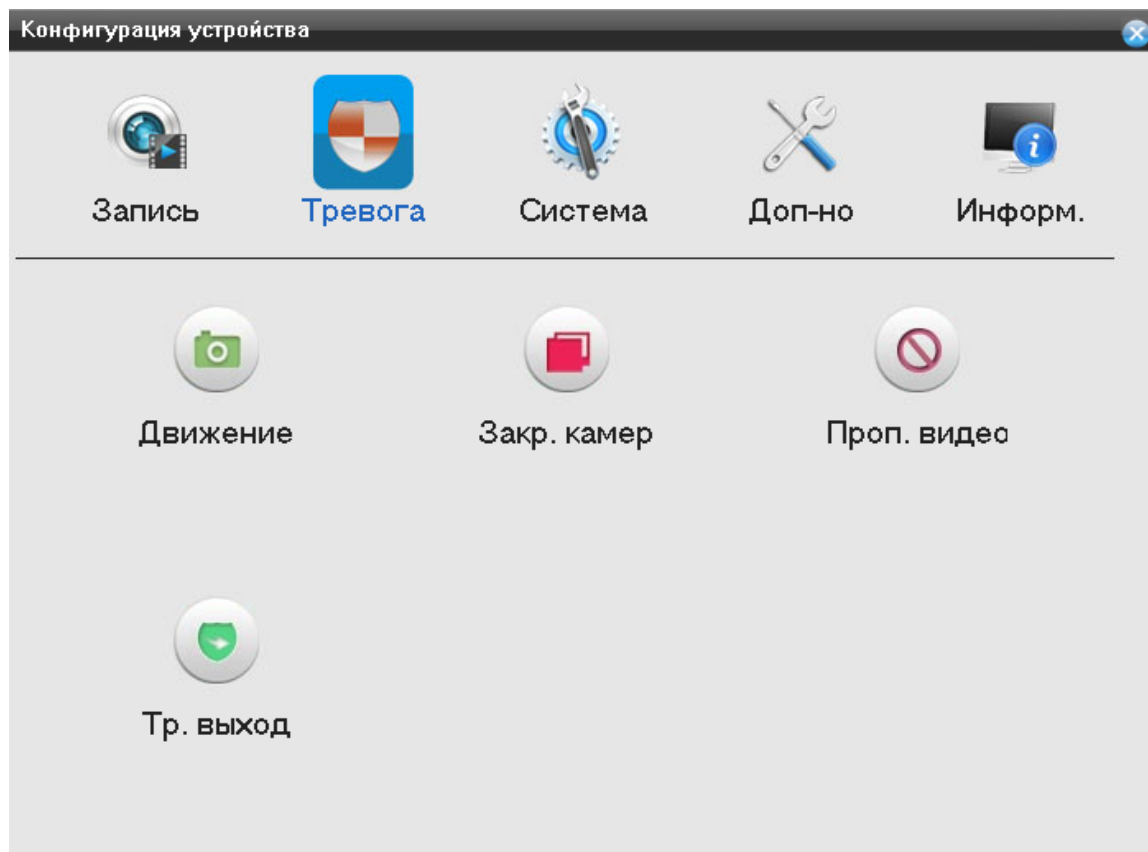 Конфигурация устройства
Запись Тревога Система Доп-но Информ.
Движение Закр. камер Проп. видео
Тр. выход